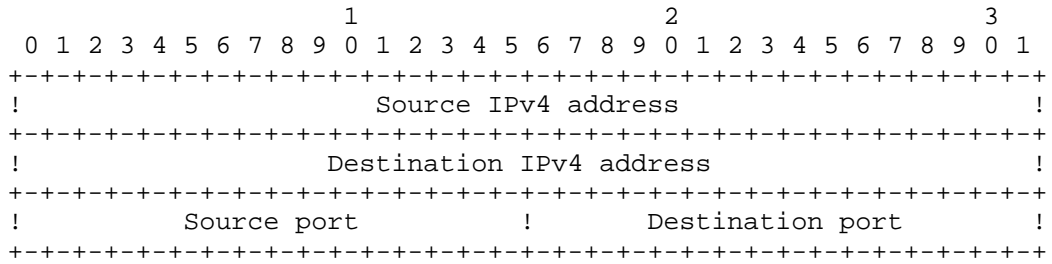 1                   2                   3
 0 1 2 3 4 5 6 7 8 9 0 1 2 3 4 5 6 7 8 9 0 1 2 3 4 5 6 7 8 9 0 1
+-+-+-+-+-+-+-+-+-+-+-+-+-+-+-+-+-+-+-+-+-+-+-+-+-+-+-+-+-+-+-+-+
!                      Source IPv4 address                      !
+-+-+-+-+-+-+-+-+-+-+-+-+-+-+-+-+-+-+-+-+-+-+-+-+-+-+-+-+-+-+-+-+
!                   Destination IPv4 address                    !
+-+-+-+-+-+-+-+-+-+-+-+-+-+-+-+-+-+-+-+-+-+-+-+-+-+-+-+-+-+-+-+-+
!          Source port          !       Destination port        !
+-+-+-+-+-+-+-+-+-+-+-+-+-+-+-+-+-+-+-+-+-+-+-+-+-+-+-+-+-+-+-+-+